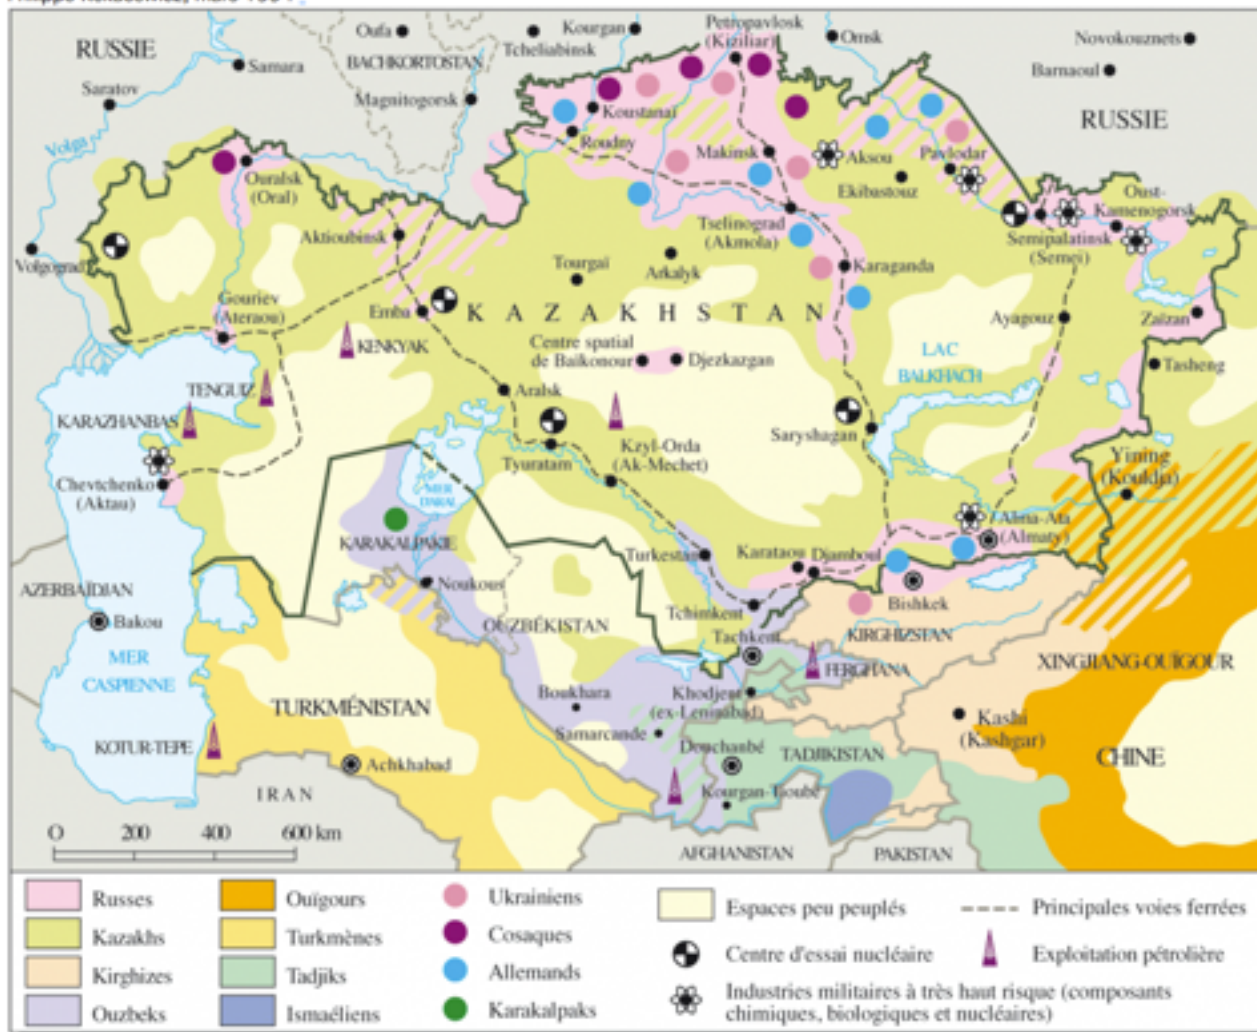 RUSSIE
Oufa
Tcheliabinsk
Kourgan
Petropavlosk
(Kiziliar)
Omsk
Novokouznets
Barnaoul
BACHKORTOSTAN
Samara
Saratov
Magnitogorsk
RUSSIE
Volga
Koustanaï
Roudny
Makinsk
Aksou
Pavlodar
Ekibastouz
Oust-
Kamenogorsk
Ouralsk
(Oral)
Aktioubinsk
Tselinograd
(Akmola)
Semipalatinsk
(Semei)
Volgograd
Tourgaï
Arkalyk
Karaganda
Gouriev
(Ateraou)
Emba
KAZAKHSTAN
Ayagouz
Zaïzan
KENKYAK
Centre spatial
de Baïkonour
Djezkazgan
LAC
BALKHACH
Tasheng
TENGUIZ
Aralsk
KARAZHANBAS
Kzyl-Orda
(Ak-Mechet)
Saryshagan
Tyuratam
Yining
(Kouldja)
Chevtchenko
(Aktau)
MER
D'ARAL
KARAKALPAKIE
Alma-Ata
(Almaty)
Turkestan
Karataou
Djamboul
AZERBAÏDJAN
Noukous
Bishkek
Bakou
OUZBÉKISTAN
Tchimkent
Tachkent
KIRGHIZSTAN
MER
CASPIENNE
FERGHANA
XINGJIANG-OUÏGOUR
TURKMÉNISTAN
Boukhara
Khodjent
(ex-Leninabad)
Samarcande
Kashi
(Kashgar)
KOTUR-TEPE
Achkhabad
Douchanbé
TADJIKISTAN
CHINE
IRAN
Kourgan-Tioubé
AFGHANISTAN
PAKISTAN
0 200 400 600 km
Russes
Kazakhs
Kirghizes
Ouzbeks
Ouïgours
Turkmènes
Tadjiks
Ismaéliens
Ukrainiens
Cosaques
Allemands
Karakalpaks
Espaces peu peuplés
Principales voies ferrées
Centre d'essai nucléaire
Exploitation pétrolière
Industries militaires à très haut risque (composants
chimiques, biologiques et nucléaires)